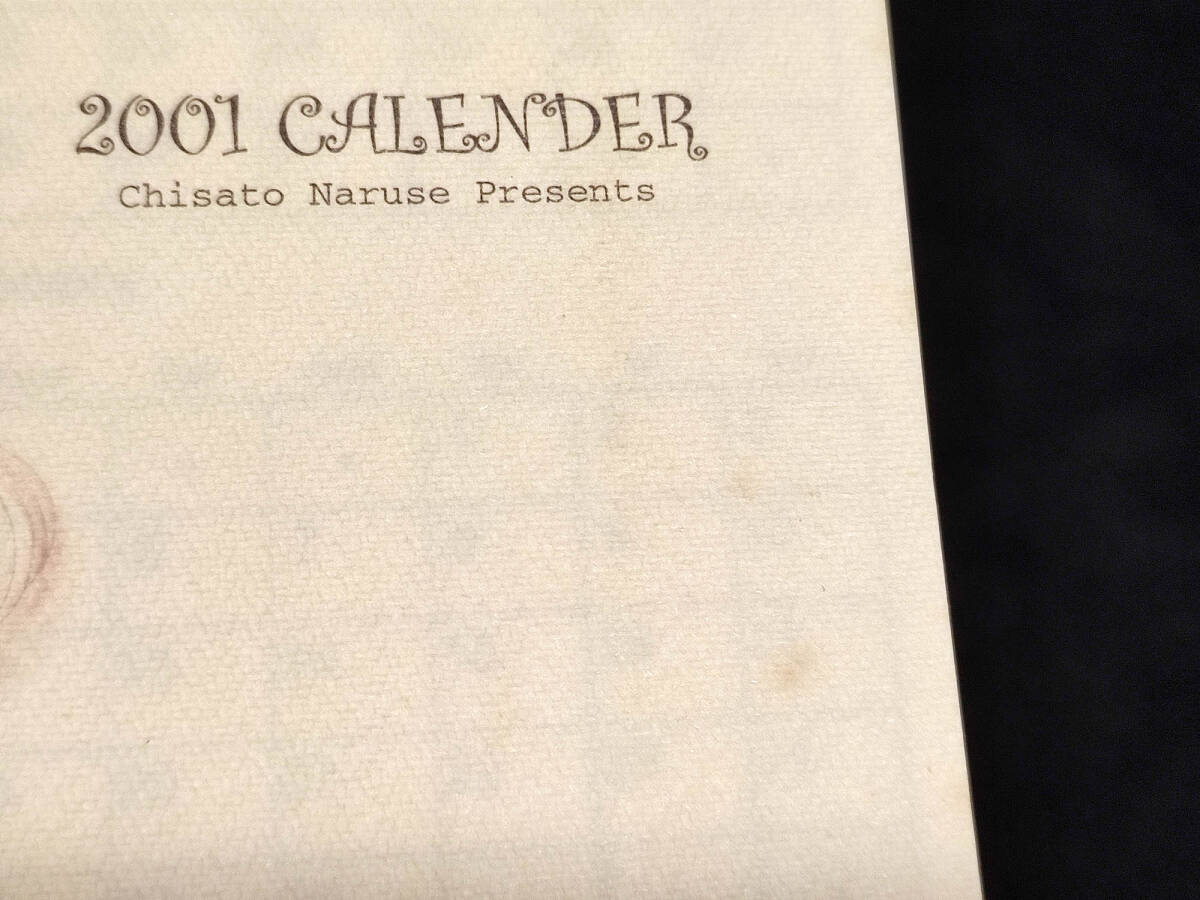 2001 CALENDER
Chisato Naruse Presents